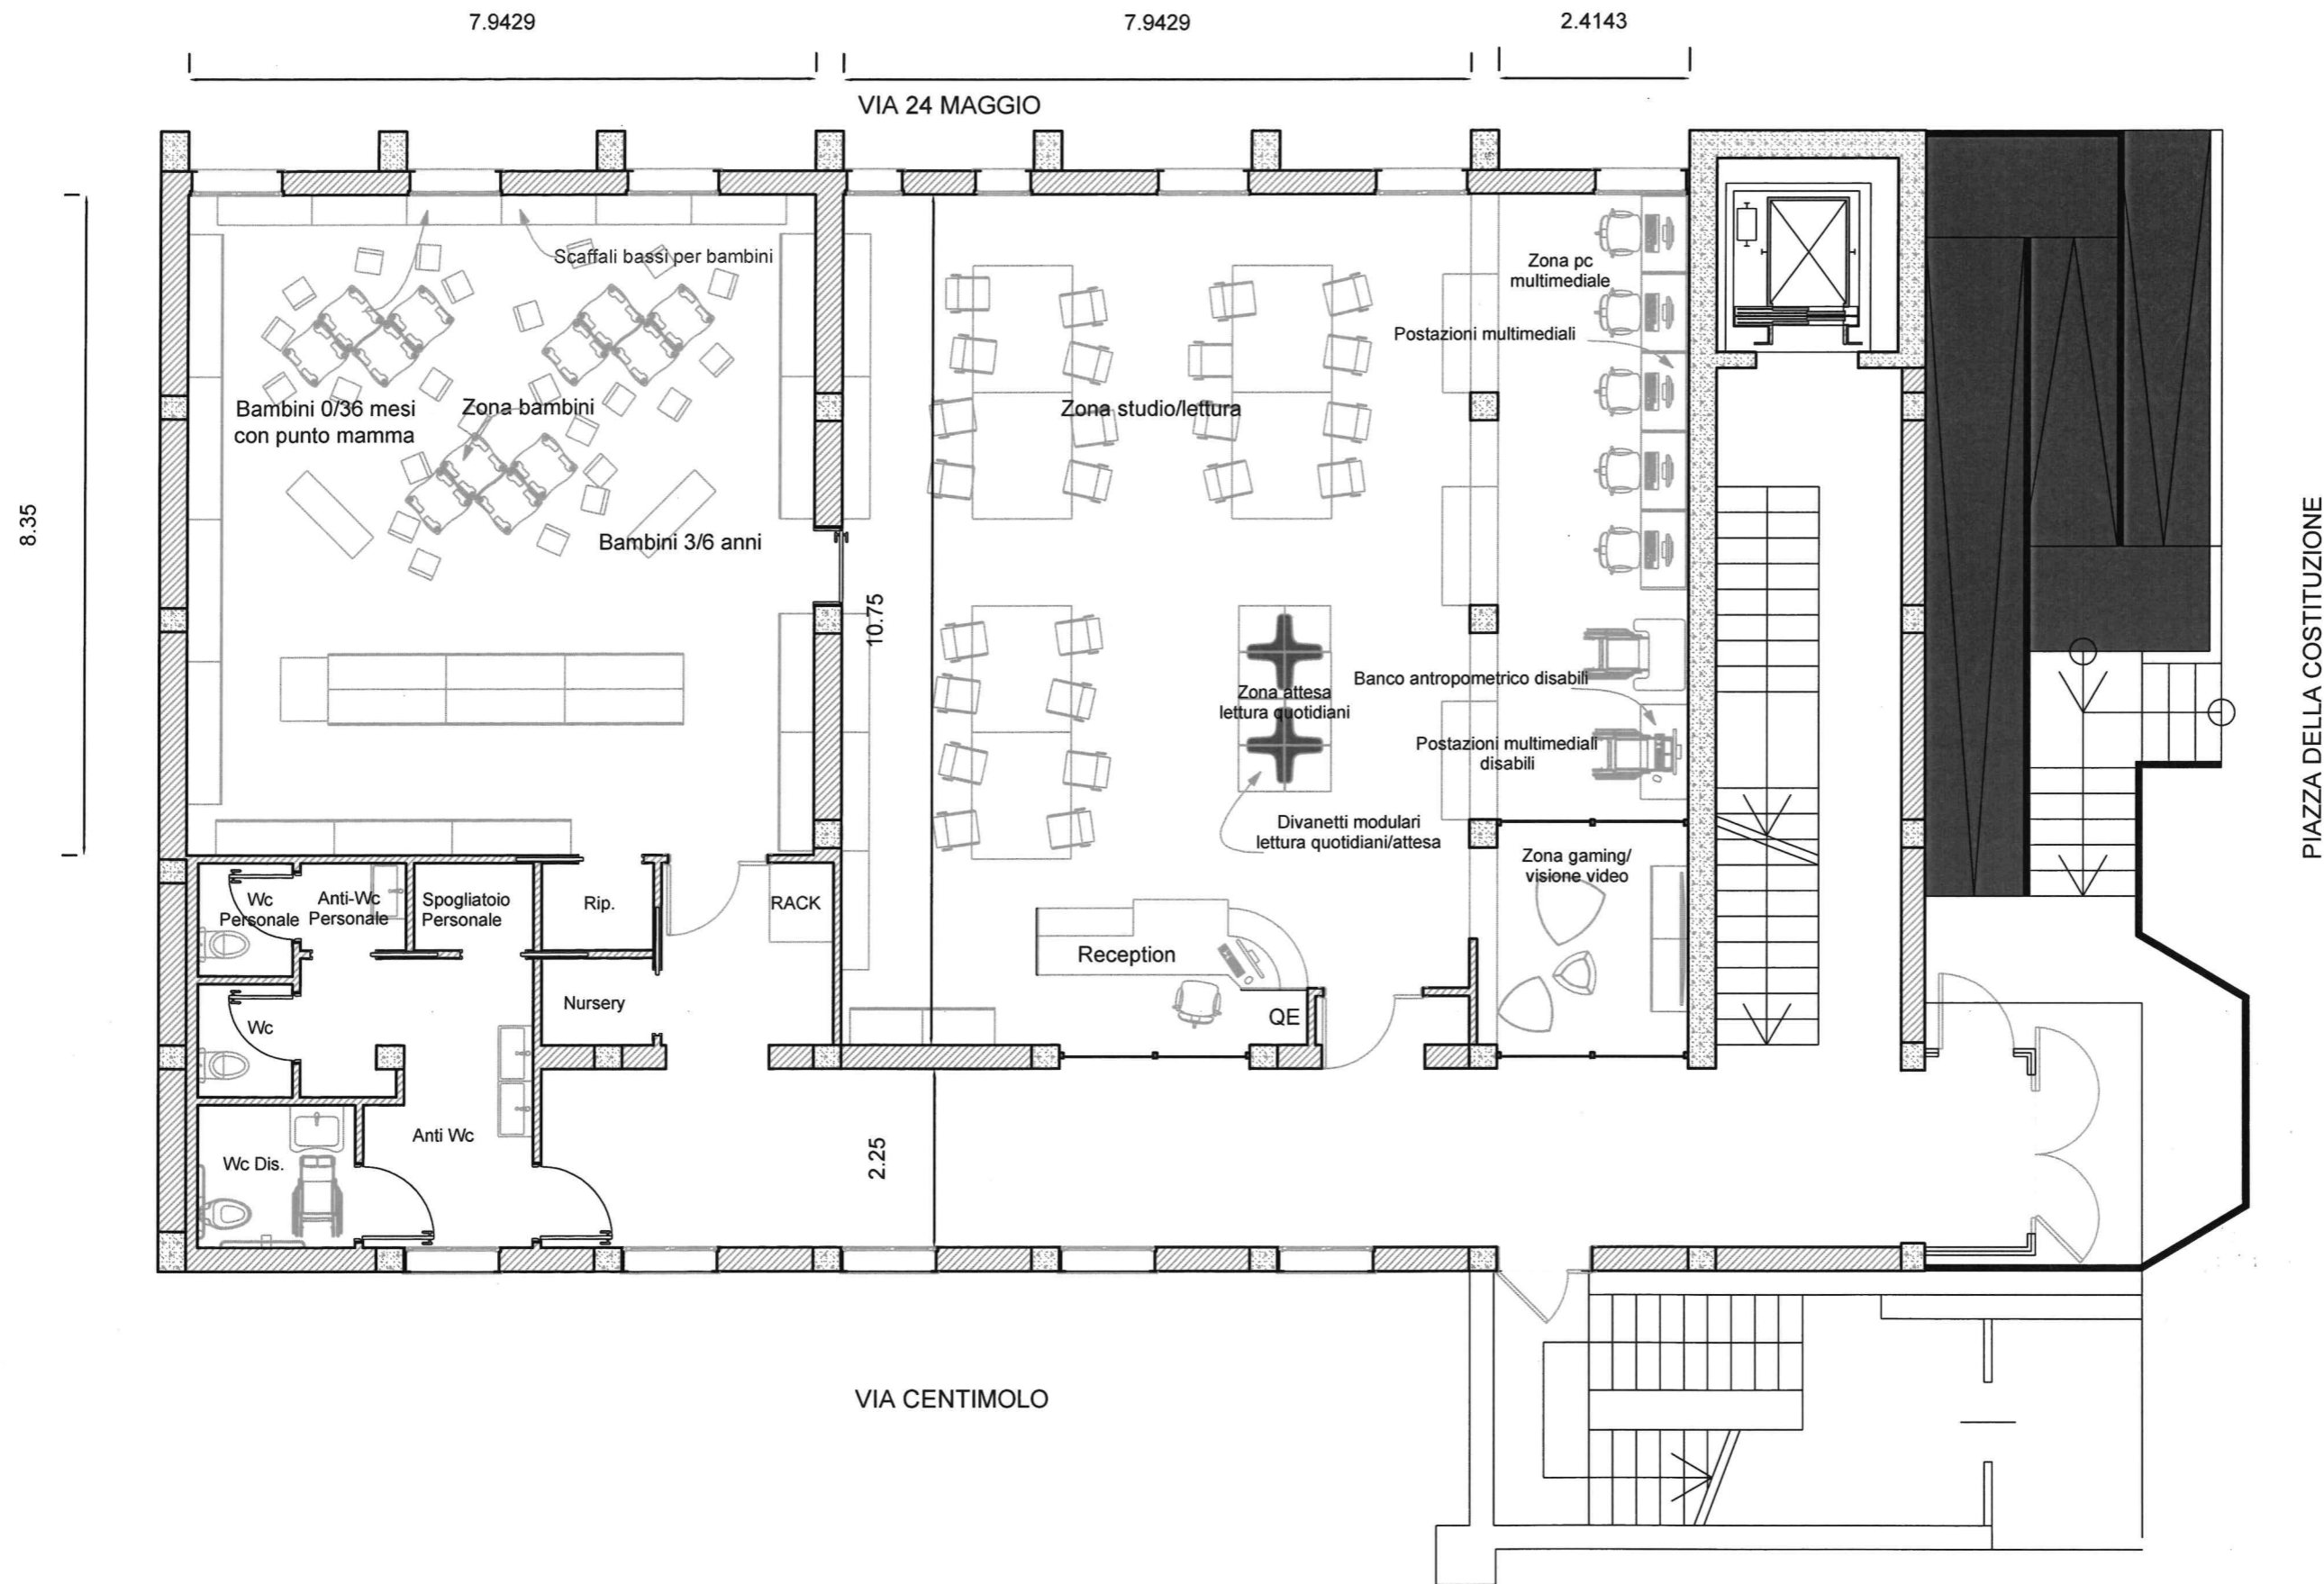 7.9429
7.9429
2.4143
VIA 24 MAGGIO
8.35
Scaffali bassi per bambini
Bambini 0/36 mesi
con punto mamma
Zona bambini
Bambini 3/6 anni
Zona studio/lettura
Zona pc
multimediale
Postazioni multimediali
10.75
Zona attesa
lettura quotidiani
Banco antropometrico disabili
Postazioni multimediali
disabili
Divanetti modulari
lettura quotidiani/attesa
Zona gaming/
visione video
PIAZZA DELLA COSTITUZIONE
Wc
Personale
Anti-Wc
Personale
Spogliatoio
Personale
Rip.
RACK
Reception
Nursery
QE
Wc
Anti Wc
Wc Dis.
2.25
VIA CENTIMOLO